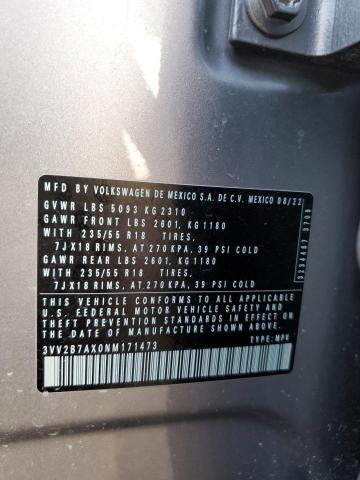 MFD BY VOLKSWAGEN DE MEXICO S.A. DE C.V. MEXICO 08/22
GVWR LBS 5093 KG 2310
GAWR FRONT LBS 2601, KG 1180
WITH 235/55 R18 TIRES,
7JX18 RIMS, AT 270 KPA, 39 PSI COLD
GAWR REAR LBS 2601, KG 1180
WITH 235/55 R18 TIRES,
7JX18 RIMS, AT 270 KPA, 39 PSI COLD
THIS VEHICLE CONFORMS TO ALL APPLICABLE
U.S. FEDERAL MOTOR VEHICLE SAFETY AND
THEFT PREVENTION STANDARDS IN EFFECT ON
THE DATE OF MANUFACTURE SHOWN ABOVE.
3VV2B7AX0NM171473
TYPE:MPV
3234467 3709